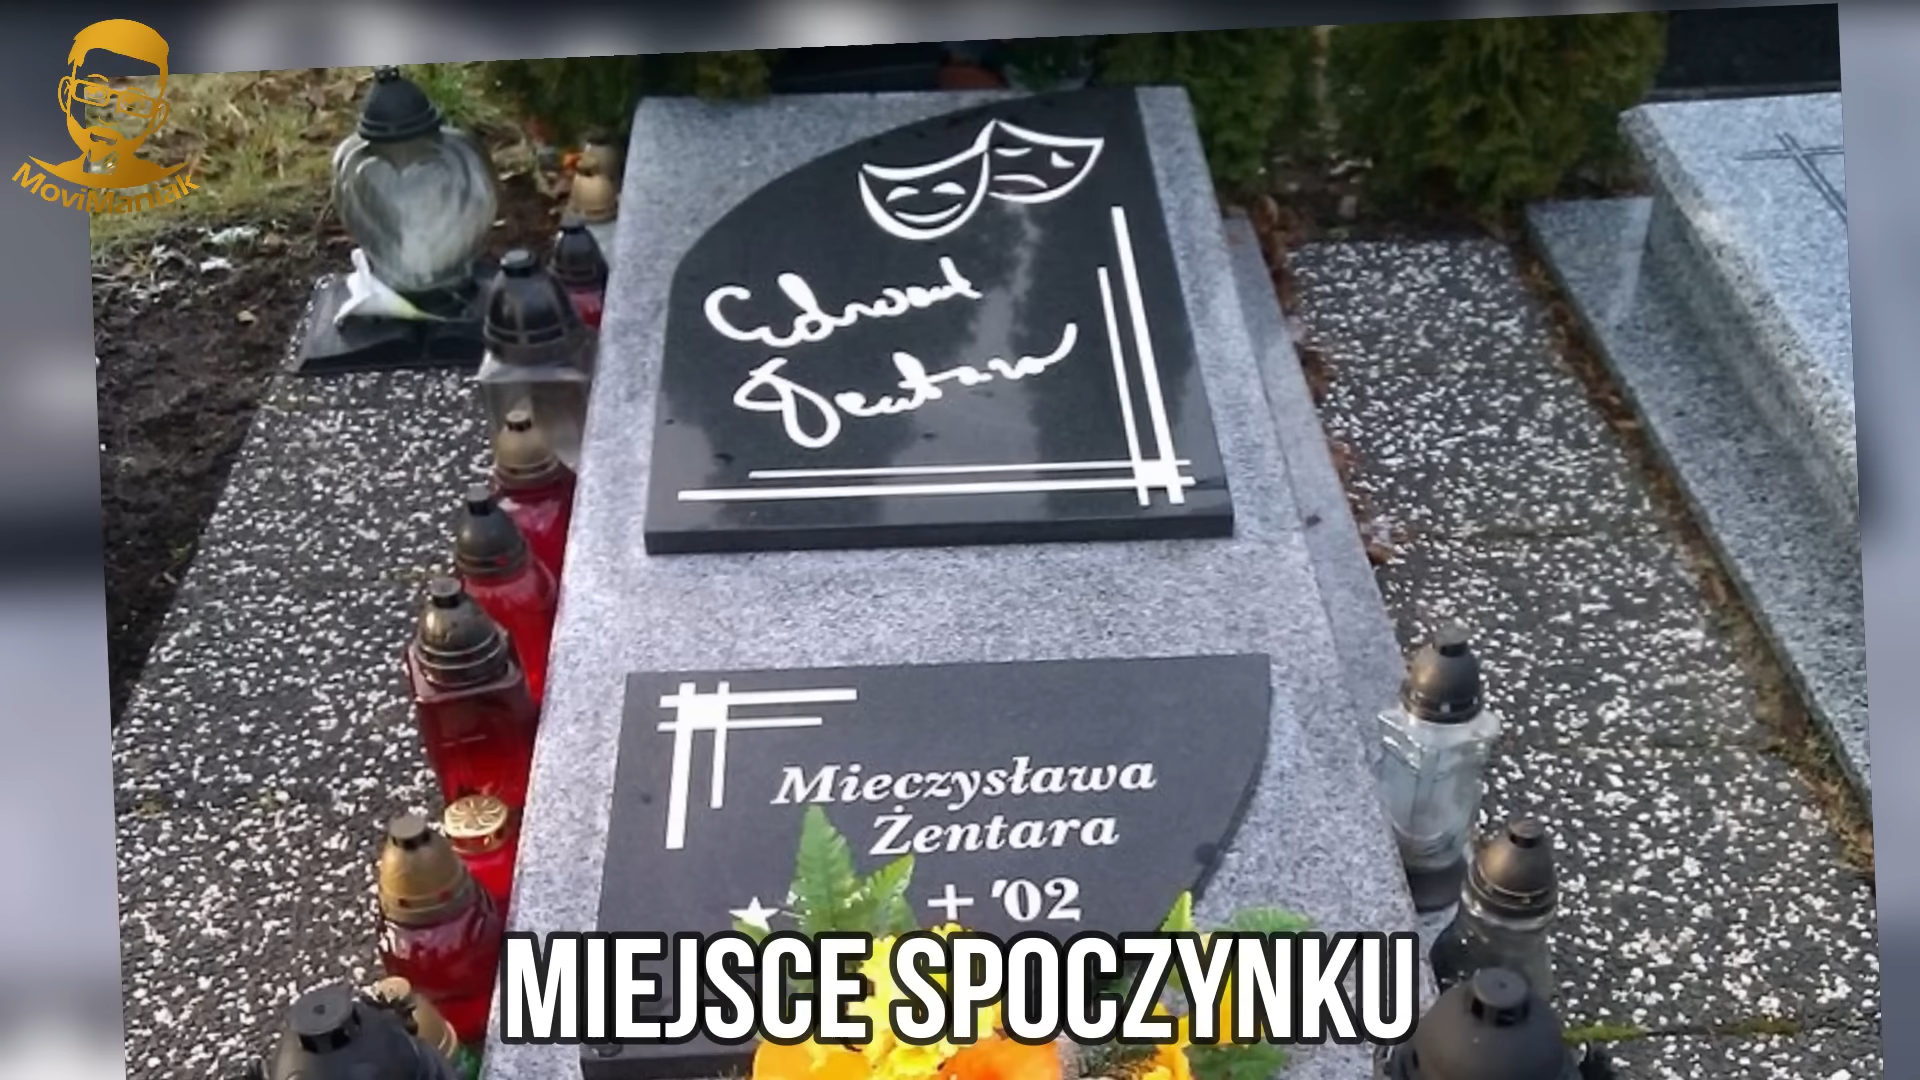 MoviManiak
Edward
Żentara
Mieczysława
Żentara
+ '02
MIEJSCE SPOCZYNKU